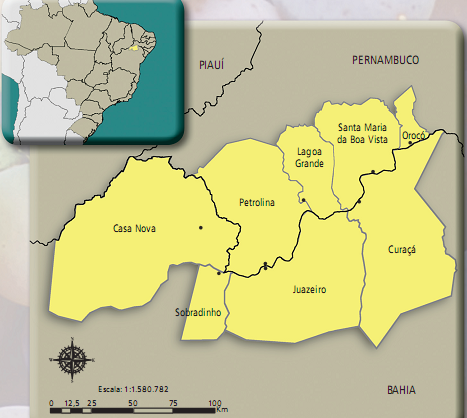 PIAUÍ
PERNAMBUCO
Santa Maria
da Boa Vista
Orocó
Lagoa
Grande
Petrolina
Casa Nova
Curaçá
Juazeiro
Sobradinho
Escala: 1:1.580.782
0 12,5 25 50 75 100
Km
BAHIA